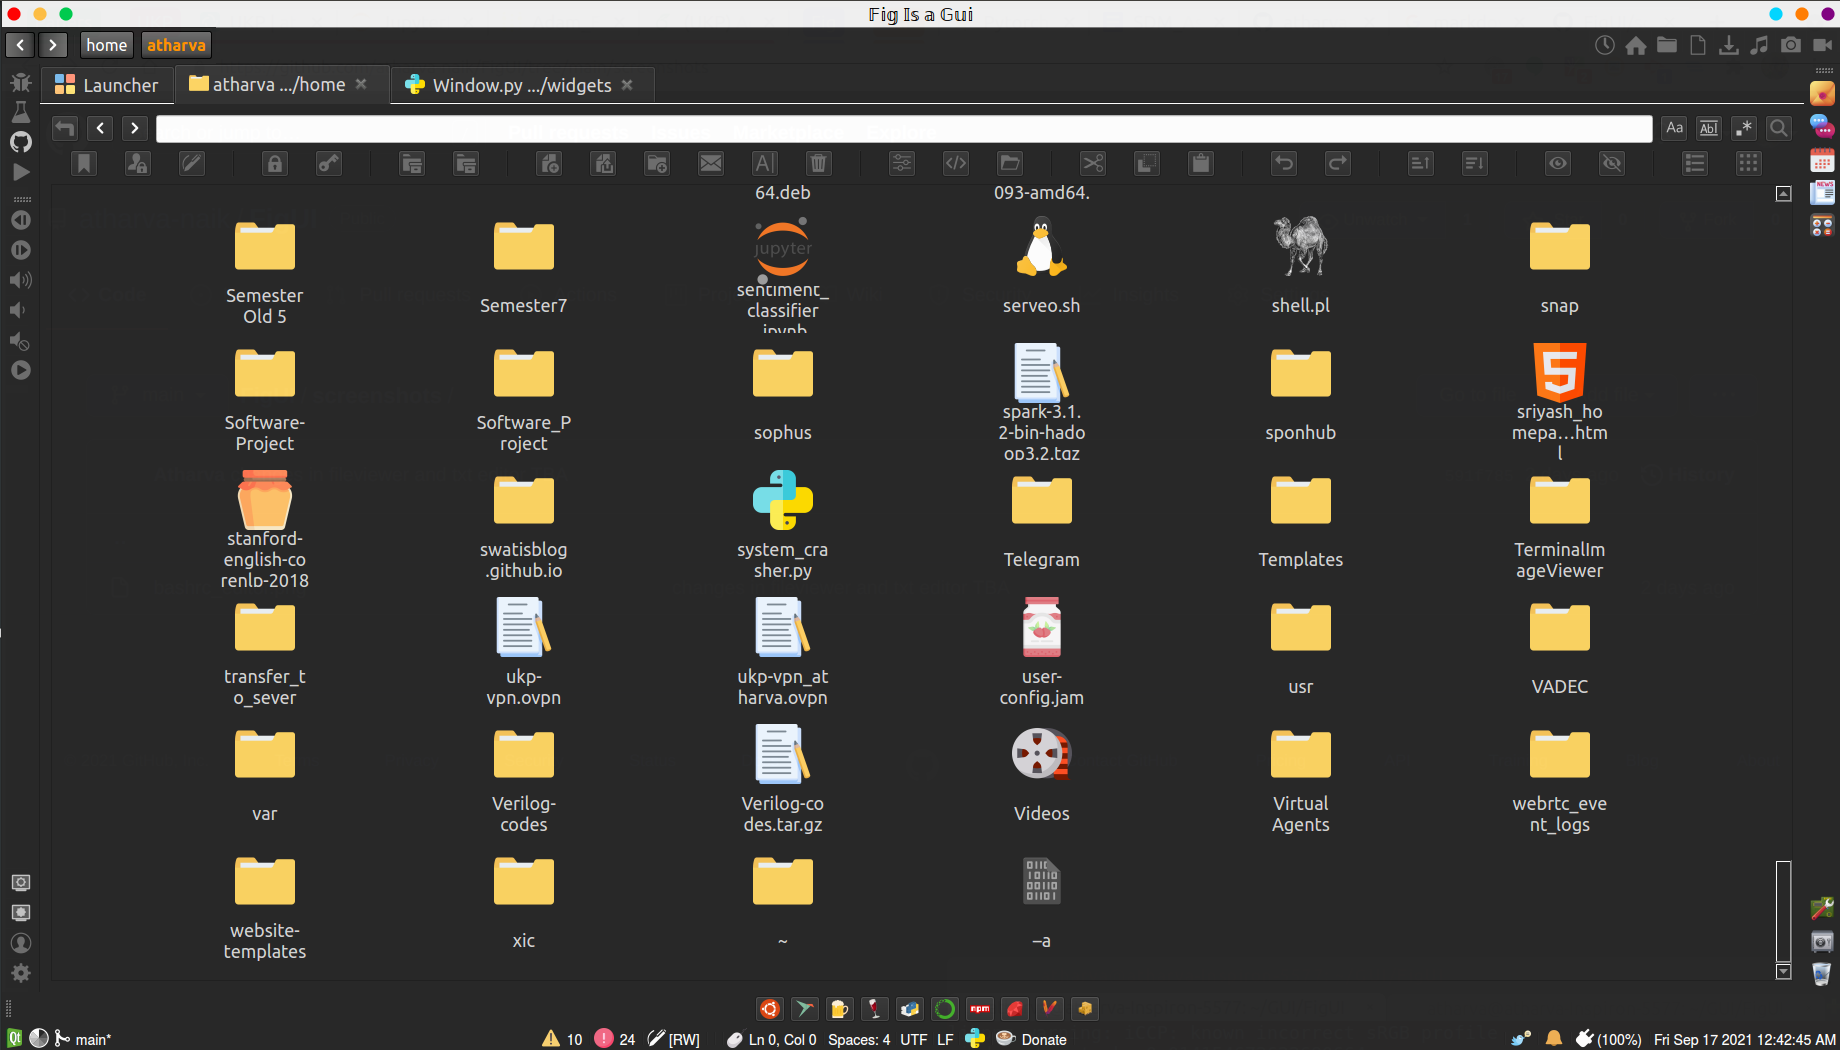 Fig Is a Gui
home atharva
Launcher atharva .../home Window.py .../widgets
Aa Ab| .*
A|
NEWS
64.deb 093-amd64.
Semester
Old 5
Semester7
jupyter
sentiment_
classifier
ipynb
serveo.sh
shell.pl
snap
Software-
Project
Software_P
roject
sophus
spark-3.1.
2-bin-hado
op3.2.tgz
sponhub
sriyash_ho
mepa...htm
l
stanford-
english-co
renlp-2018
swatisblog
.github.io
system_cra
sher.py
Telegram
Templates
TerminalIm
ageViewer
transfer_t
o_sever
ukp-
vpn.ovpn
ukp-vpn_at
harva.ovpn
user-
config.jam
usr
VADEC
var
Verilog-
codes
Verilog-co
des.tar.gz
Videos
Virtual
Agents
webrtc_eve
nt_logs
website-
templates
xic
~
—a
npm
Qt main* 10 24 [RW] Ln 0, Col 0 Spaces: 4 UTF LF Donate (100%) Fri Sep 17 2021 12:42:45 AM